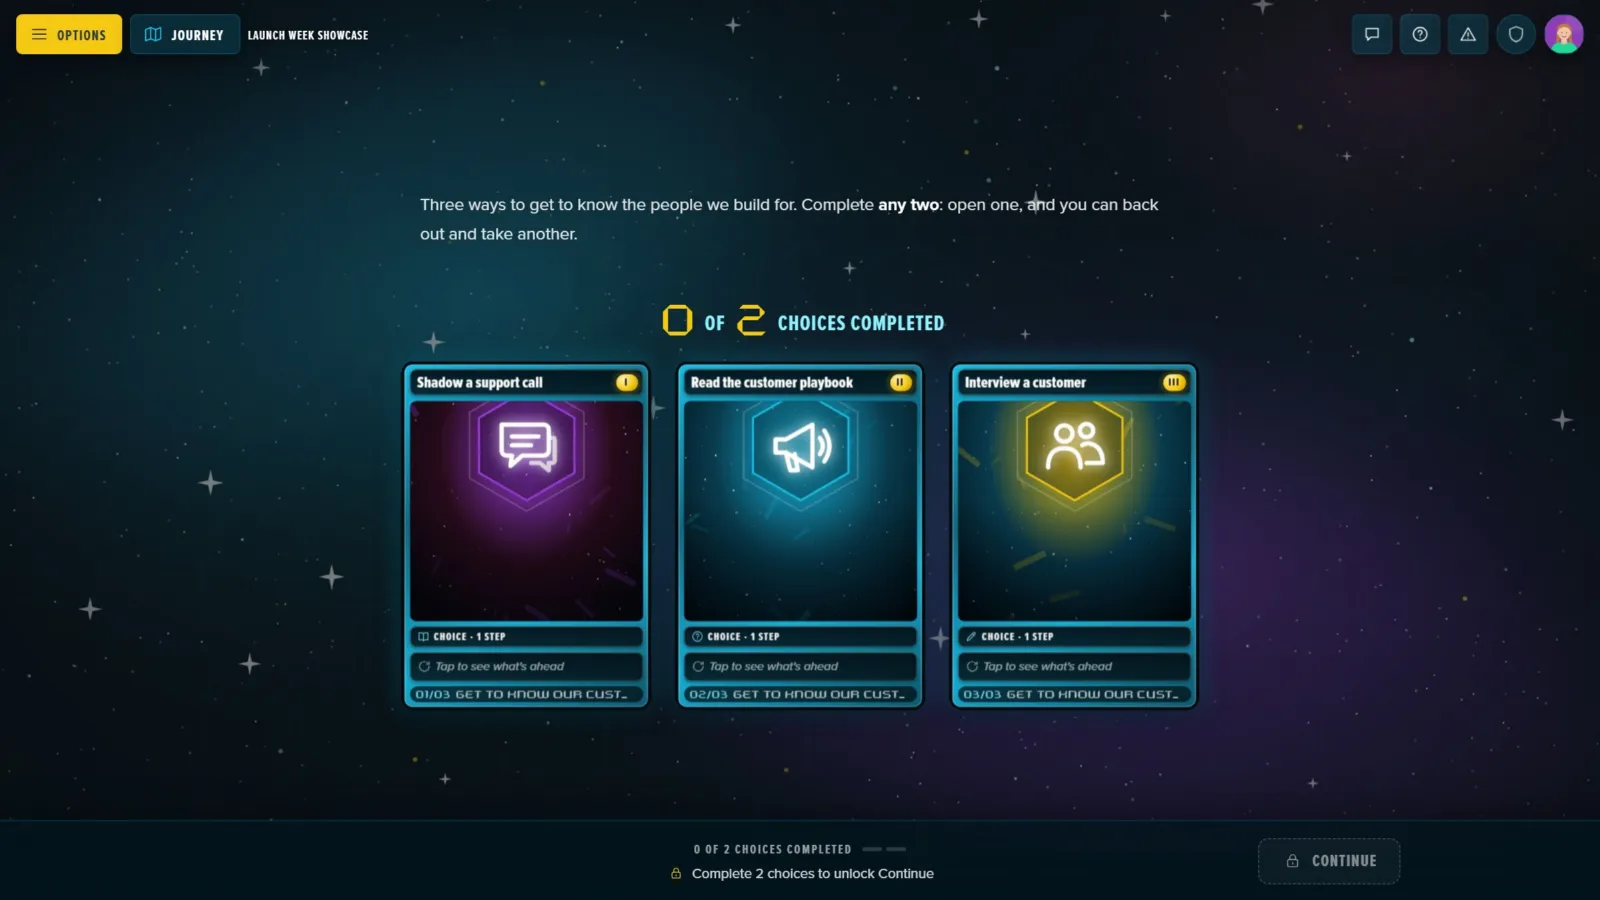 OPTIONS
JOURNEY
LAUNCH WEEK SHOWCASE
Three ways to get to know the people we build for. Complete any two: open one, and you can back
out and take another.
0 OF 2 CHOICES COMPLETED
Shadow a support call
I
Read the customer playbook
II
Interview a customer
III
CHOICE · 1 STEP
CHOICE · 1 STEP
CHOICE · 1 STEP
Tap to see what's ahead
Tap to see what's ahead
Tap to see what's ahead
01/03 GET TO KNOW OUR CUST…
02/03 GET TO KNOW OUR CUST…
03/03 GET TO KNOW OUR CUST…
0 OF 2 CHOICES COMPLETED
Complete 2 choices to unlock Continue
CONTINUE